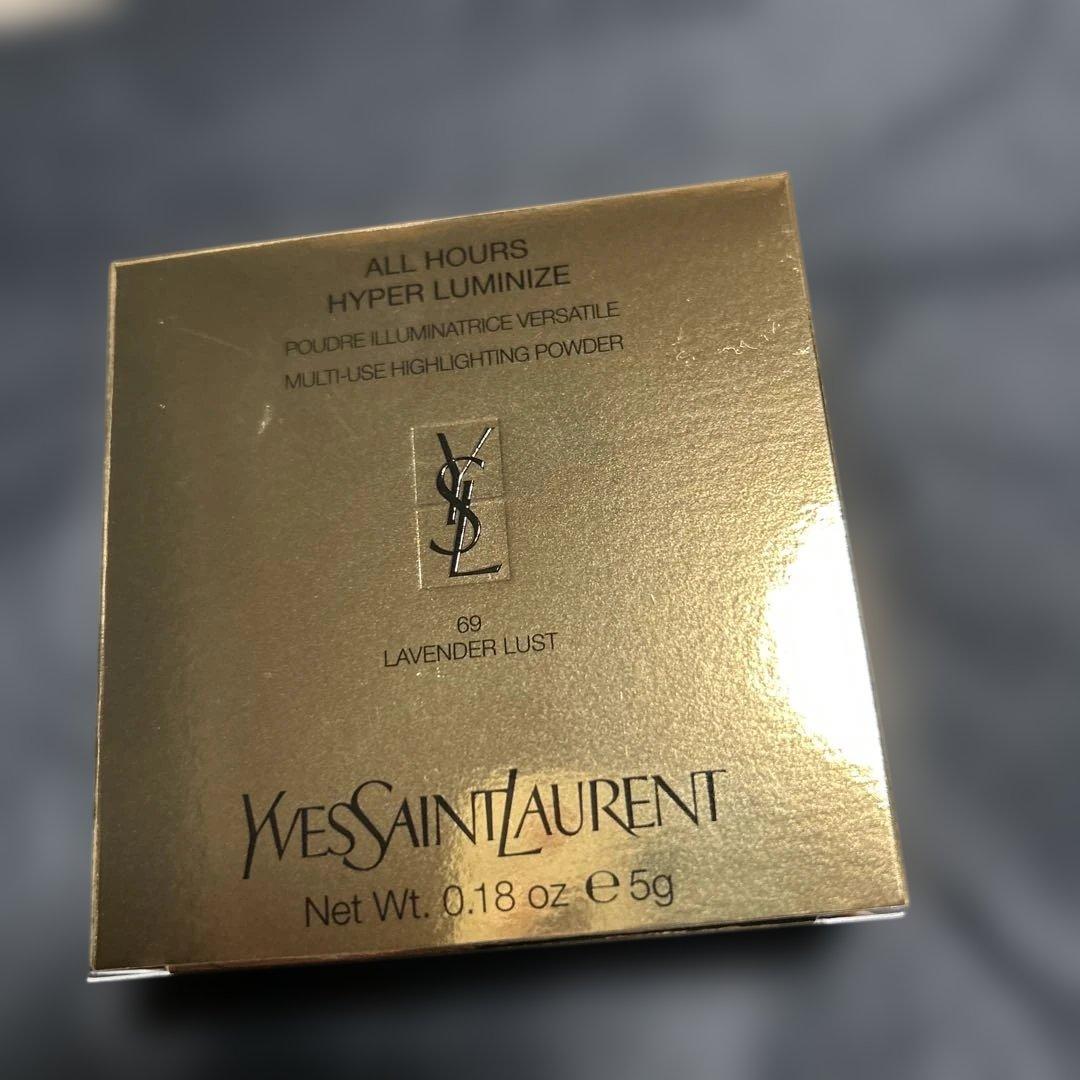 ALL HOURS
HYPER LUMINIZE
POUDRE ILLUMINATRICE VERSATILE
MULTI-USE HIGHLIGHTING POWDER
YSL
69
LAVENDER LUST
YVESSAINTLAURENT
Net Wt. 0.18 oz ℮ 5g